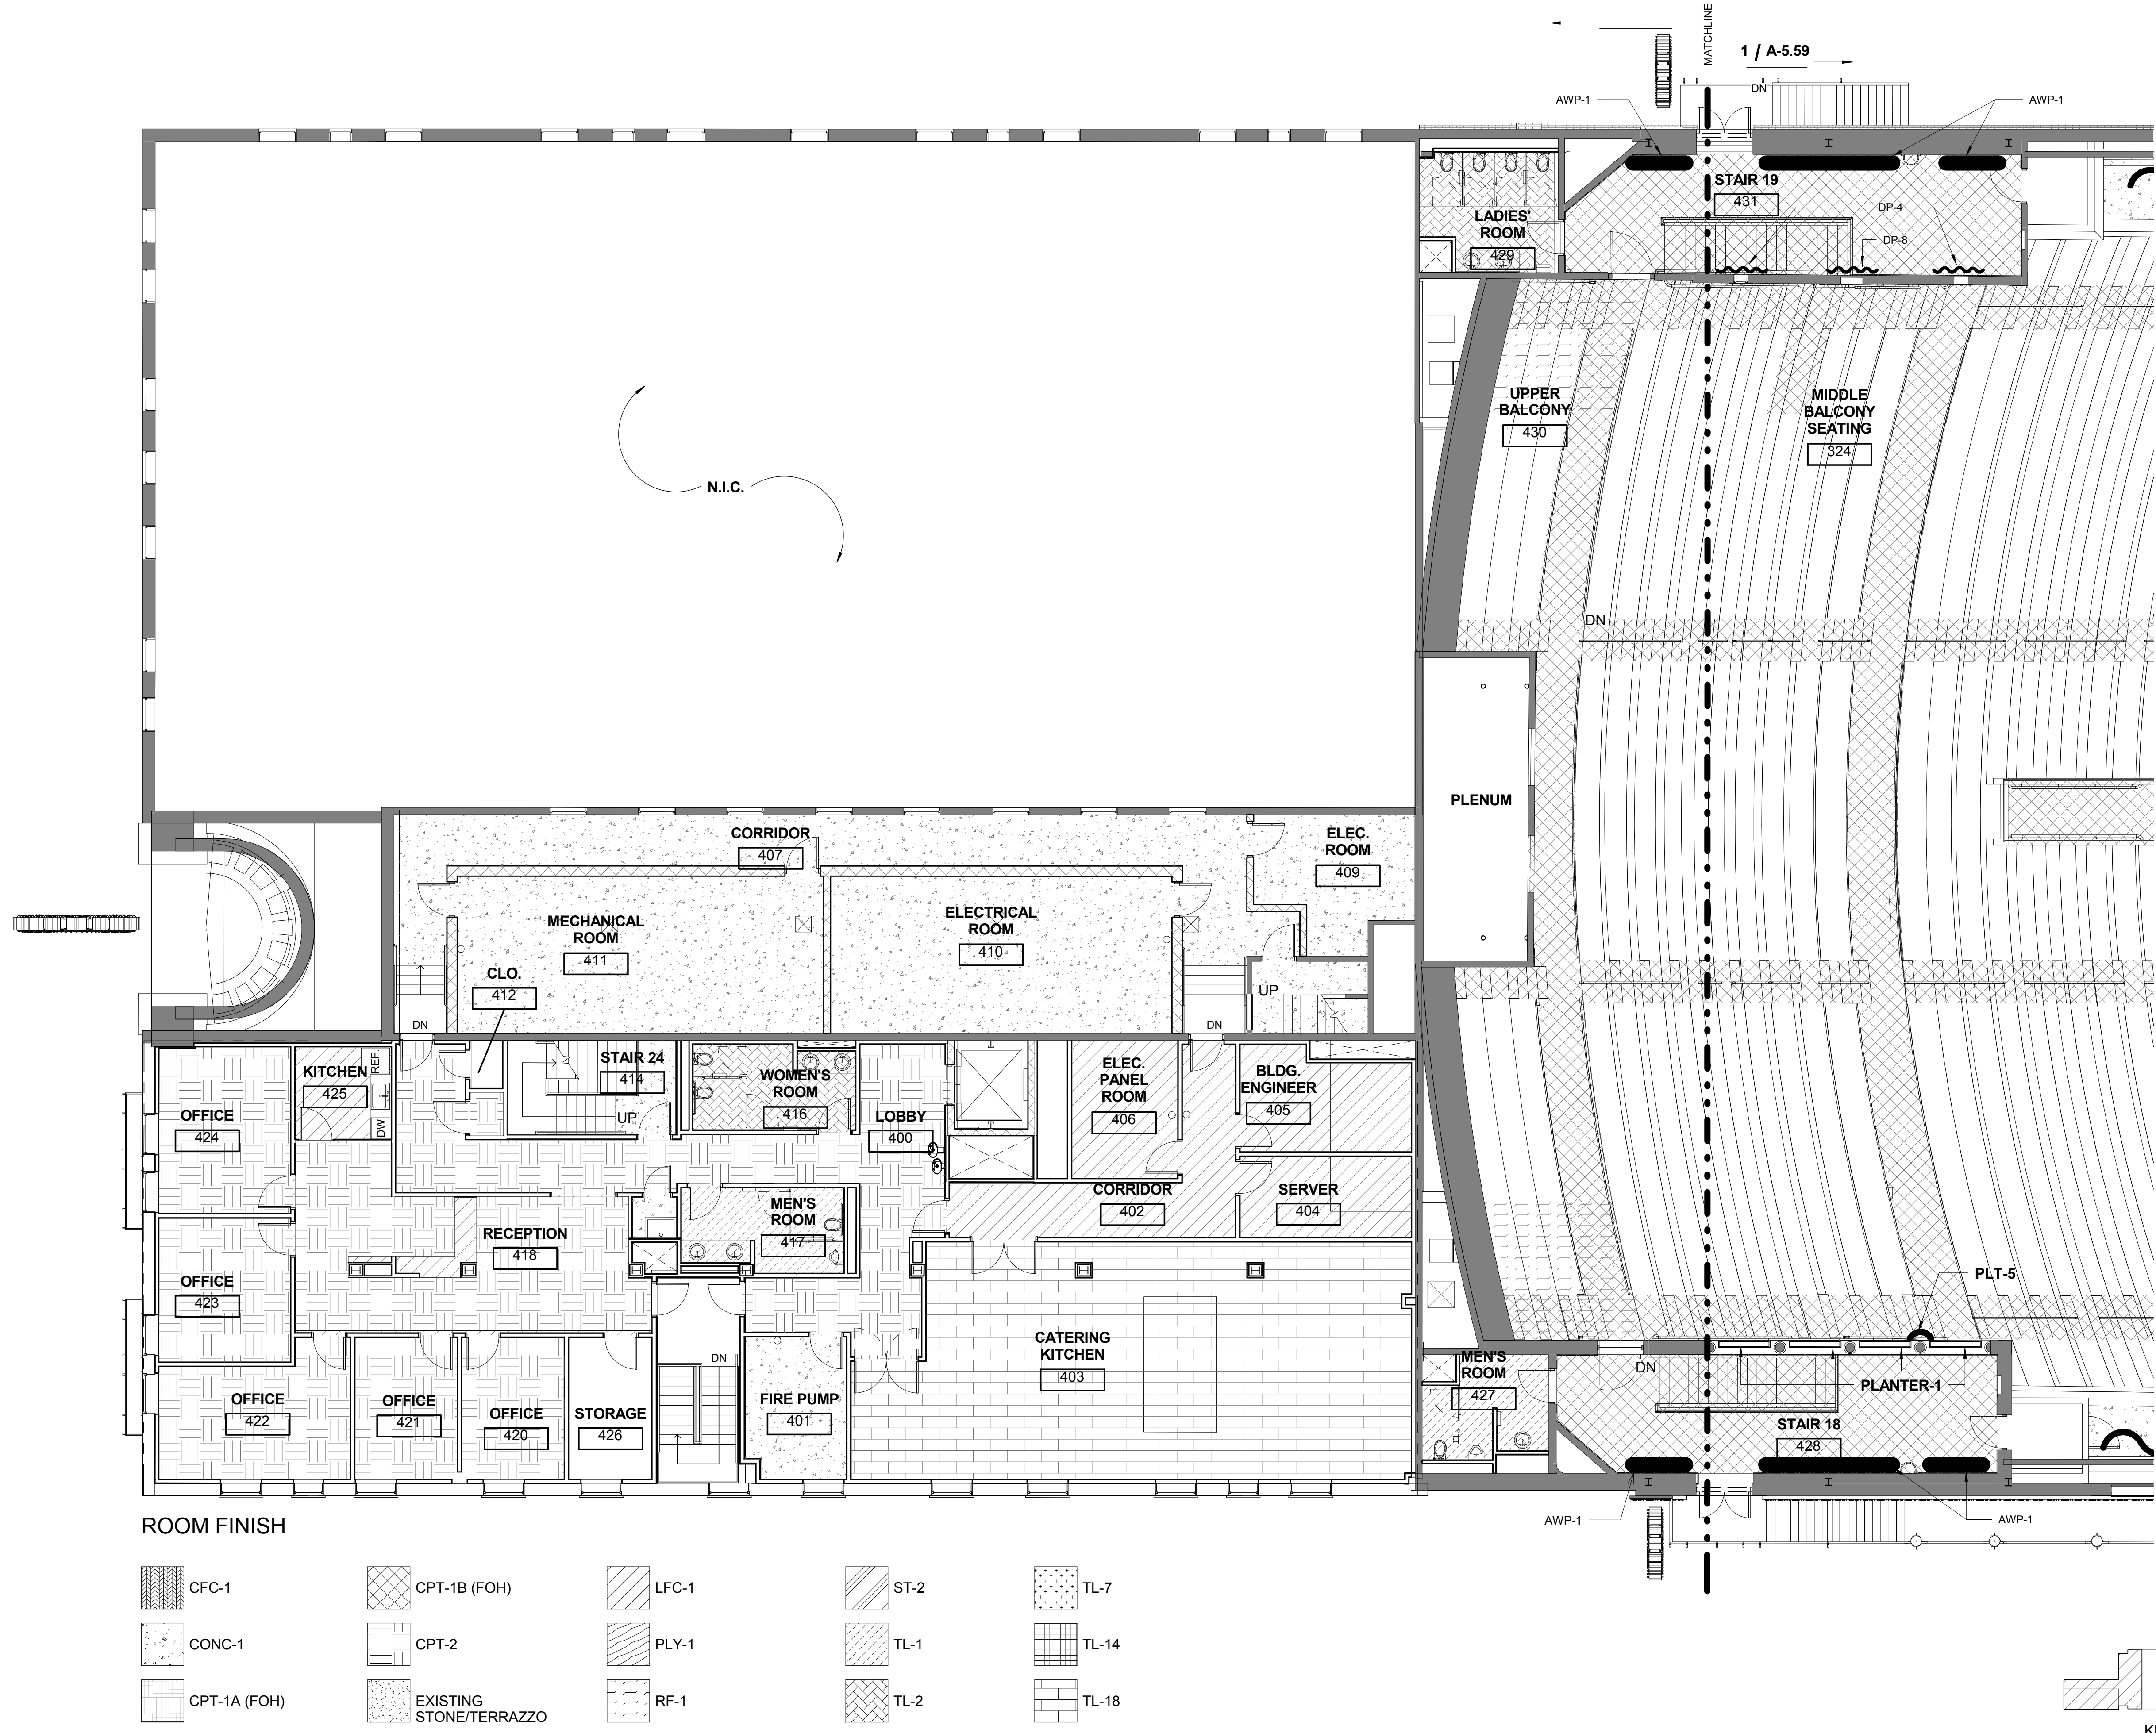 MATCHLINE
1 / A-5.59
DN
AWP-1
AWP-1
STAIR 19
431
DP-4
DP-8
LADIES'
ROOM
429
UPPER
BALCONY
430
MIDDLE
BALCONY
SEATING
324
N.I.C.
DN
PLENUM
CORRIDOR
407
ELEC.
ROOM
409
MECHANICAL
ROOM
411
ELECTRICAL
ROOM
410
CLO.
412
UP
DN
DN
STAIR 24
414
UP
KITCHEN
425
REF.
DW
WOMEN'S
ROOM
416
LOBBY
400
ELEC.
PANEL
ROOM
406
BLDG.
ENGINEER
405
OFFICE
424
CORRIDOR
402
SERVER
404
MEN'S
ROOM
417
RECEPTION
418
OFFICE
423
PLT-5
CATERING
KITCHEN
403
DN
MEN'S
ROOM
427
DN
PLANTER-1
OFFICE
422
OFFICE
421
OFFICE
420
STORAGE
426
FIRE PUMP
401
STAIR 18
428
AWP-1
AWP-1
ROOM FINISH
CFC-1
CPT-1B (FOH)
LFC-1
ST-2
TL-7
CONC-1
CPT-2
PLY-1
TL-1
TL-14
CPT-1A (FOH)
EXISTING
STONE/TERRAZZO
RF-1
TL-2
TL-18